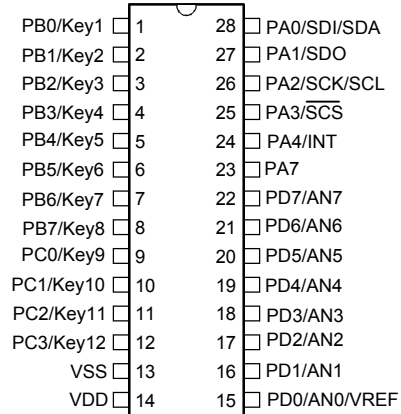 PB0/Key1 1 28 PA0/SDI/SDA
PB1/Key2 2 27 PA1/SDO
PB2/Key3 3 26 PA2/SCK/SCL
PB3/Key4 4 25 PA3/SCS
PB4/Key5 5 24 PA4/INT
PB5/Key6 6 23 PA7
PB6/Key7 7 22 PD7/AN7
PB7/Key8 8 21 PD6/AN6
PC0/Key9 9 20 PD5/AN5
PC1/Key10 10 19 PD4/AN4
PC2/Key11 11 18 PD3/AN3
PC3/Key12 12 17 PD2/AN2
VSS 13 16 PD1/AN1
VDD 14 15 PD0/AN0/VREF